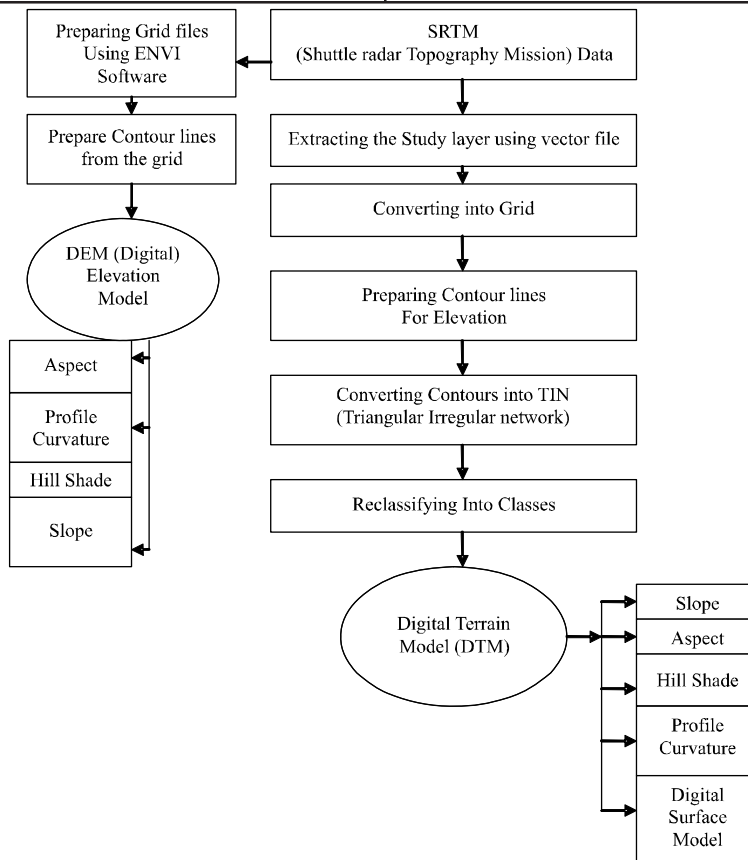 Preparing Grid files
Using ENVI
Software
SRTM
(Shuttle radar Topography Mission) Data
Prepare Contour lines
from the grid
Extracting the Study layer using vector file
Converting into Grid
DEM (Digital)
Elevation
Model
Preparing Contour lines
For Elevation
Aspect
Profile
Curvature
Hill Shade
Slope
Converting Contours into TIN
(Triangular Irregular network)
Reclassifying Into Classes
Digital Terrain
Model (DTM)
Slope
Aspect
Hill Shade
Profile
Curvature
Digital
Surface
Model